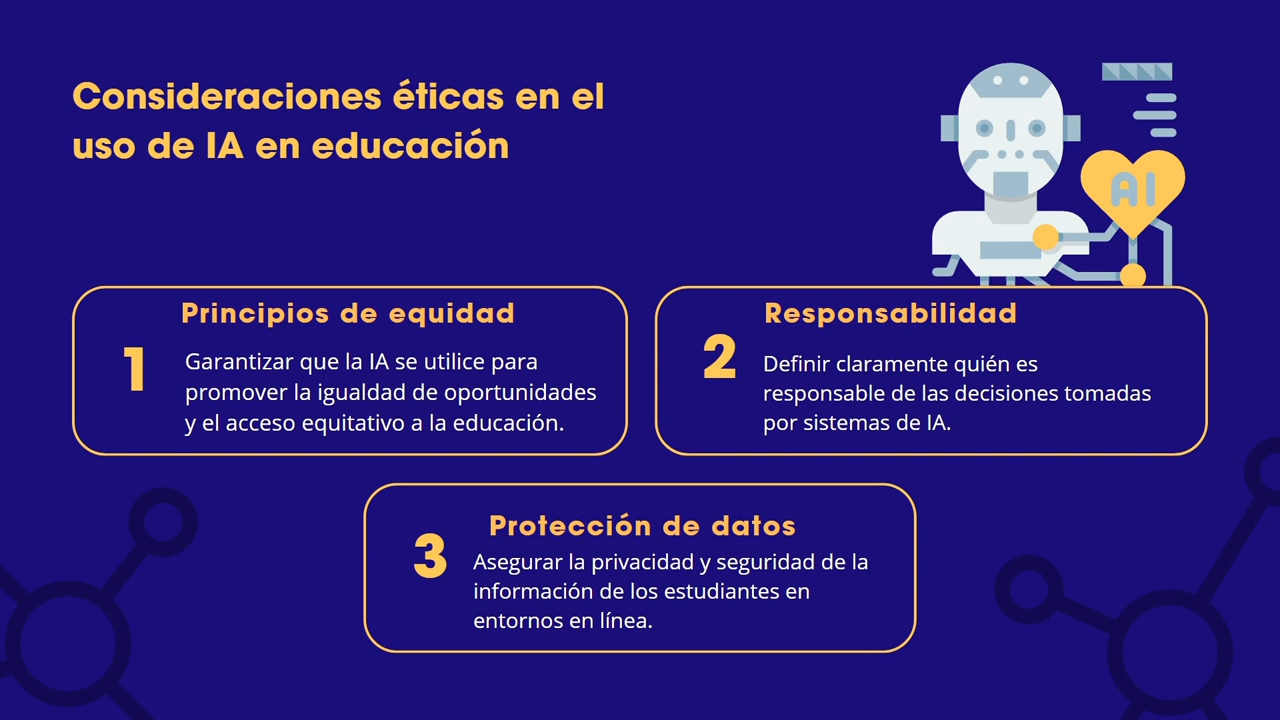 Consideraciones éticas en el
uso de IA en educación
AI
Principios de equidad
1
Garantizar que la IA se utilice para
promover la igualdad de oportunidades
y el acceso equitativo a la educación.
Responsabilidad
2
Definir claramente quién es
responsable de las decisiones tomadas
por sistemas de IA.
Protección de datos
3
Asegurar la privacidad y seguridad de la
información de los estudiantes en
entornos en línea.